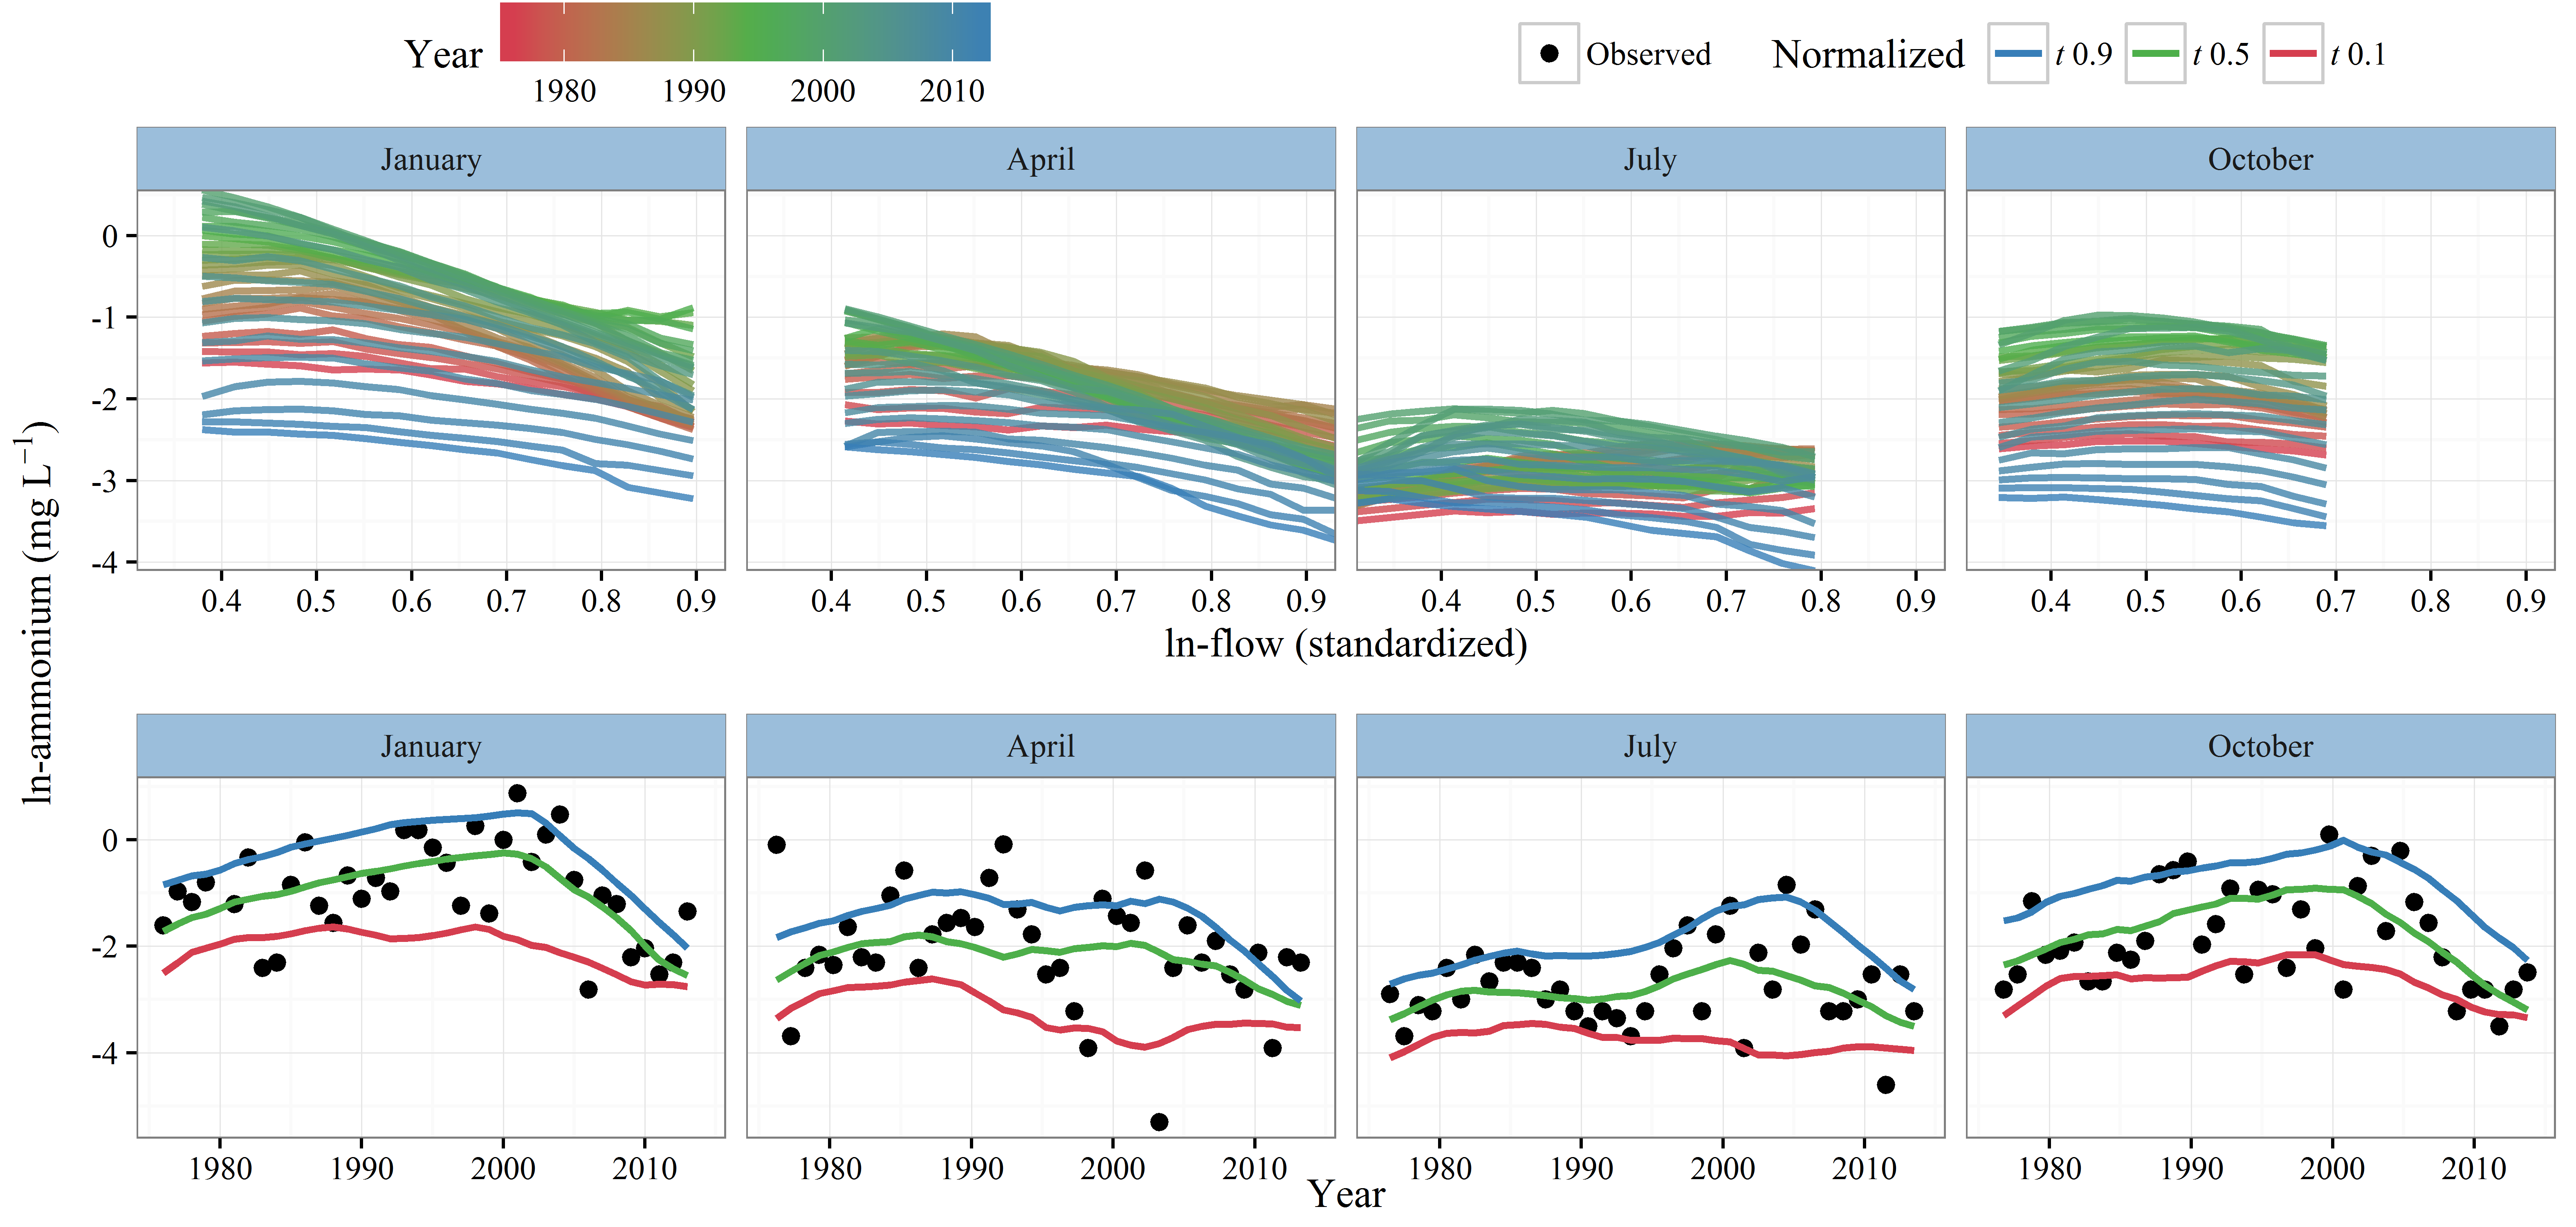 Year
1980 1990 2000 2010
Observed Normalized t 0.9 t 0.5 t 0.1
January April July October
0
-1
-2
-3
-4
0.4 0.5 0.6 0.7 0.8 0.9 0.4 0.5 0.6 0.7 0.8 0.9 0.4 0.5 0.6 0.7 0.8 0.9 0.4 0.5 0.6 0.7 0.8 0.9
ln-flow (standardized)
ln-ammonium (mg L⁻¹)
January April July October
0
-2
-4
1980 1990 2000 2010 1980 1990 2000 2010 1980 1990 2000 2010 1980 1990 2000 2010
Year